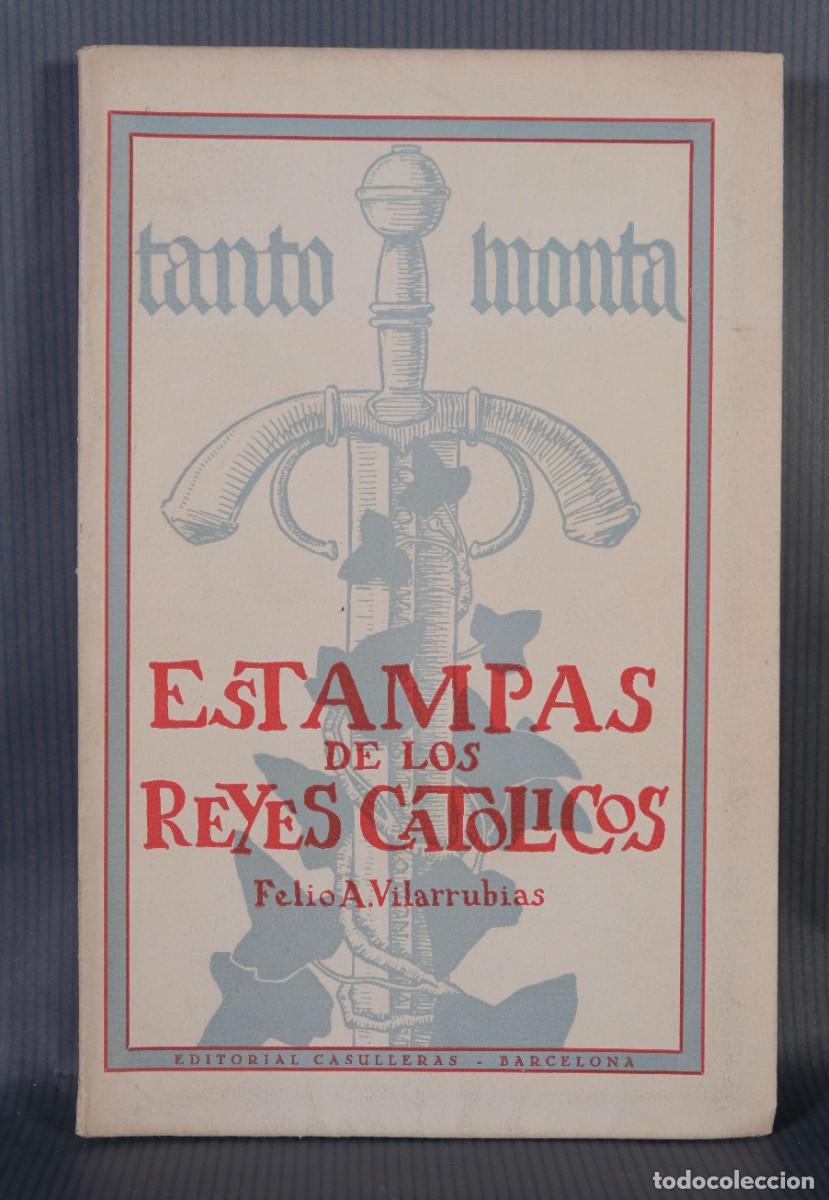 tanto monta
ESTAMPAS
DE LOS
REYES CATOLICOS
Felio A. Vilarrubias
EDITORIAL CASULLERAS - BARCELONA
todocoleccion